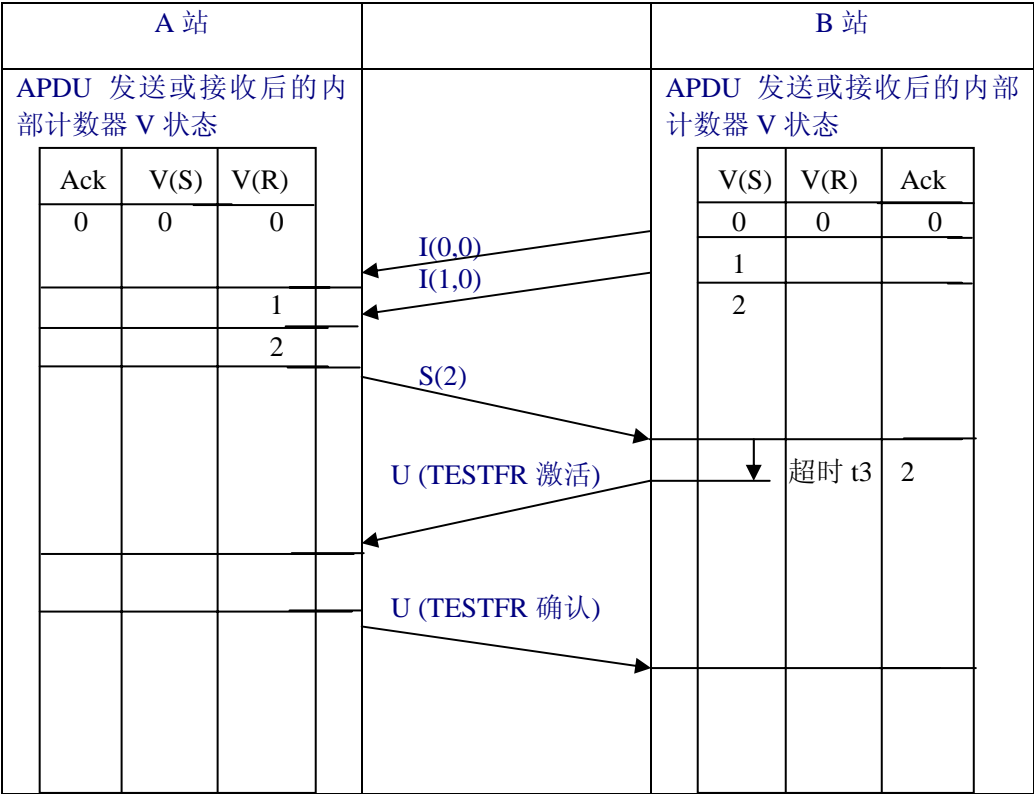 A 站
B 站
APDU 发送或接收后的内
部计数器 V 状态
APDU 发送或接收后的内部
计数器 V 状态
Ack V(S) V(R)
V(S) V(R) Ack
0 0 0
0 0 0
I(0,0)
1
I(1,0)
1
2
2
S(2)
U (TESTFR 激活)
超时 t3 2
U (TESTFR 确认)